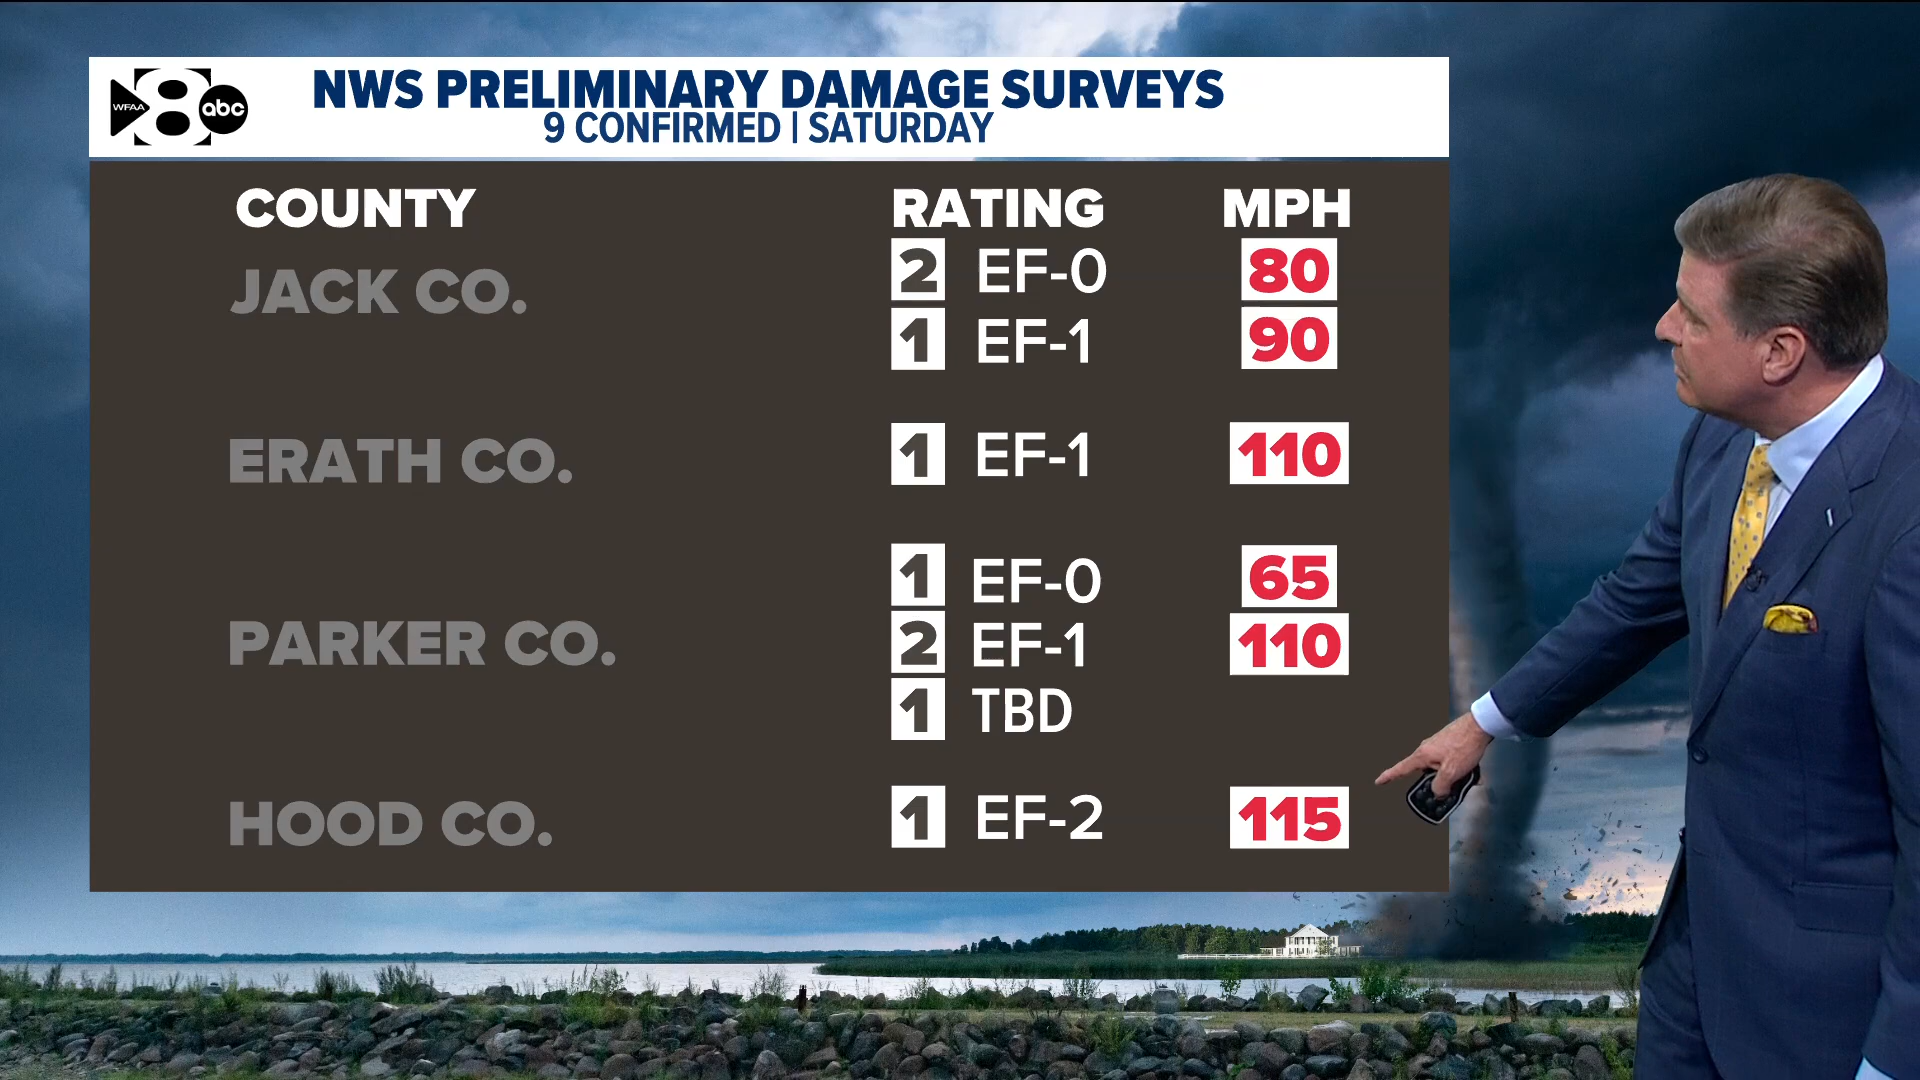 WFAA 8 abc
NWS PRELIMINARY DAMAGE SURVEYS
9 CONFIRMED | SATURDAY
COUNTY RATING MPH
JACK CO. 2 EF-0 80
1 EF-1 90
ERATH CO. 1 EF-1 110
1 EF-0 65
PARKER CO. 2 EF-1 110
1 TBD
HOOD CO. 1 EF-2 115